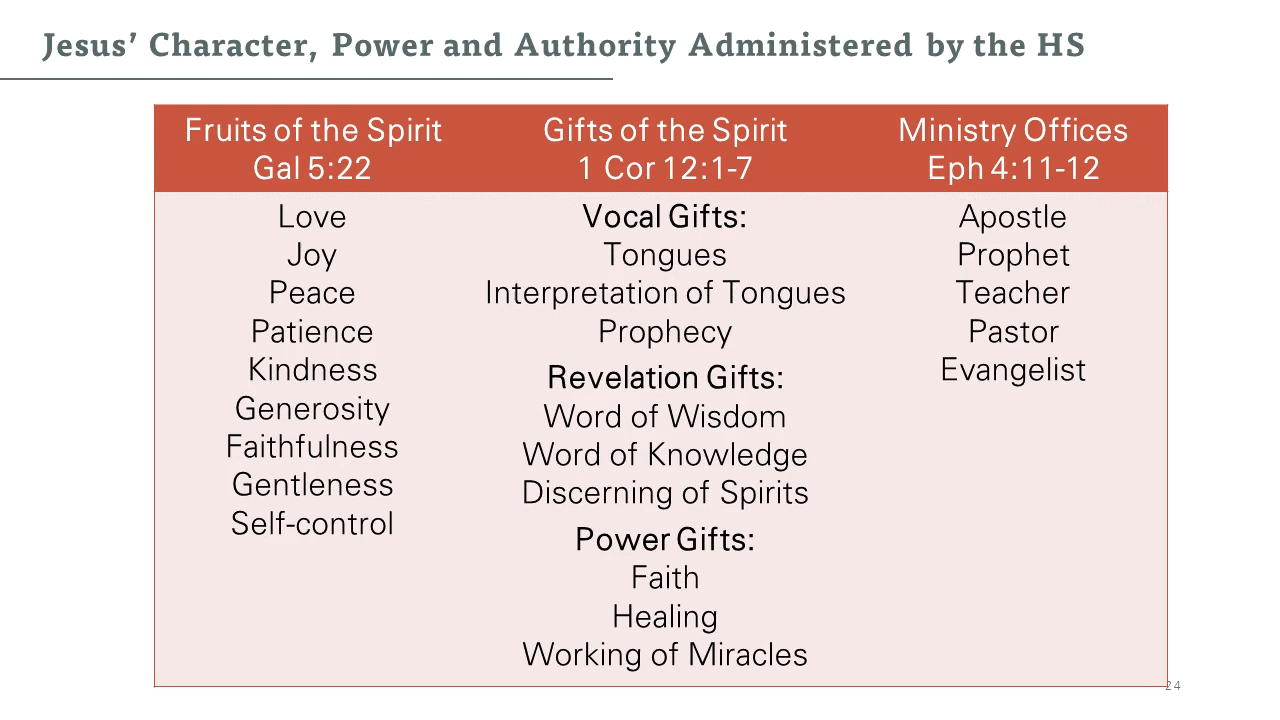 Jesus’ Character, Power and Authority Administered by the HS
Fruits of the Spirit
Gal 5:22
Love
Joy
Peace
Patience
Kindness
Generosity
Faithfulness
Gentleness
Self-control
Gifts of the Spirit
1 Cor 12:1-7
Vocal Gifts:
Tongues
Interpretation of Tongues
Prophecy
Revelation Gifts:
Word of Wisdom
Word of Knowledge
Discerning of Spirits
Power Gifts:
Faith
Healing
Working of Miracles
Ministry Offices
Eph 4:11-12
Apostle
Prophet
Teacher
Pastor
Evangelist
24